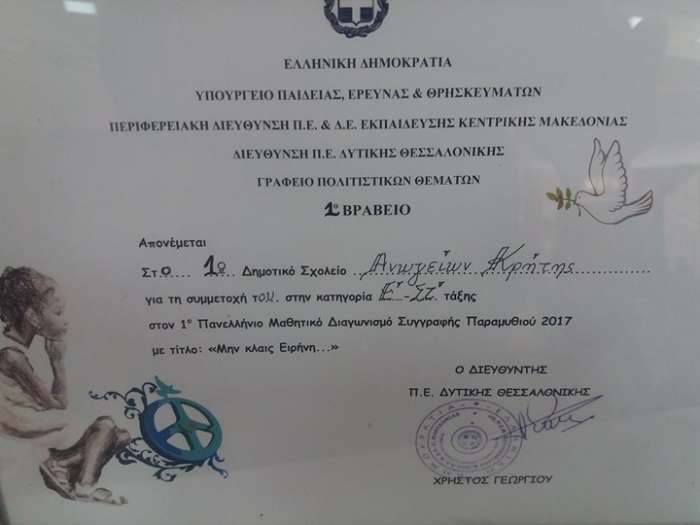 ΕΛΛΗΝΙΚΗ ΔΗΜΟΚΡΑΤΙΑ
ΥΠΟΥΡΓΕΙΟ ΠΑΙΔΕΙΑΣ, ΕΡΕΥΝΑΣ & ΘΡΗΣΚΕΥΜΑΤΩΝ
ΠΕΡΙΦΕΡΕΙΑΚΗ ΔΙΕΥΘΥΝΣΗ Π.Ε. & Δ.Ε. ΕΚΠΑΙΔΕΥΣΗΣ ΚΕΝΤΡΙΚΗΣ ΜΑΚΕΔΟΝΙΑΣ
ΔΙΕΥΘΥΝΣΗ Π.Ε. ΔΥΤΙΚΗΣ ΘΕΣΣΑΛΟΝΙΚΗΣ
ΓΡΑΦΕΙΟ ΠΟΛΙΤΙΣΤΙΚΩΝ ΘΕΜΑΤΩΝ
1ο ΒΡΑΒΕΙΟ
Απονέμεται
Στο.... 1ο... Δημοτικό Σχολείο Ανωγείων Κρήτης
για τη συμμετοχή του. στην κατηγορία Ε'-Στ'. τάξης
στον 1° Πανελλήνιο Μαθητικό Διαγωνισμό Συγγραφής Παραμυθιού 2017
με τίτλο: «Μην κλαις Ειρήνη...»
Ο ΔΙΕΥΘΥΝΤΗΣ
Π.Ε. ΔΥΤΙΚΗΣ ΘΕΣΣΑΛΟΝΙΚΗΣ
ΧΡΗΣΤΟΣ ΓΕΩΡΓΙΟΥ